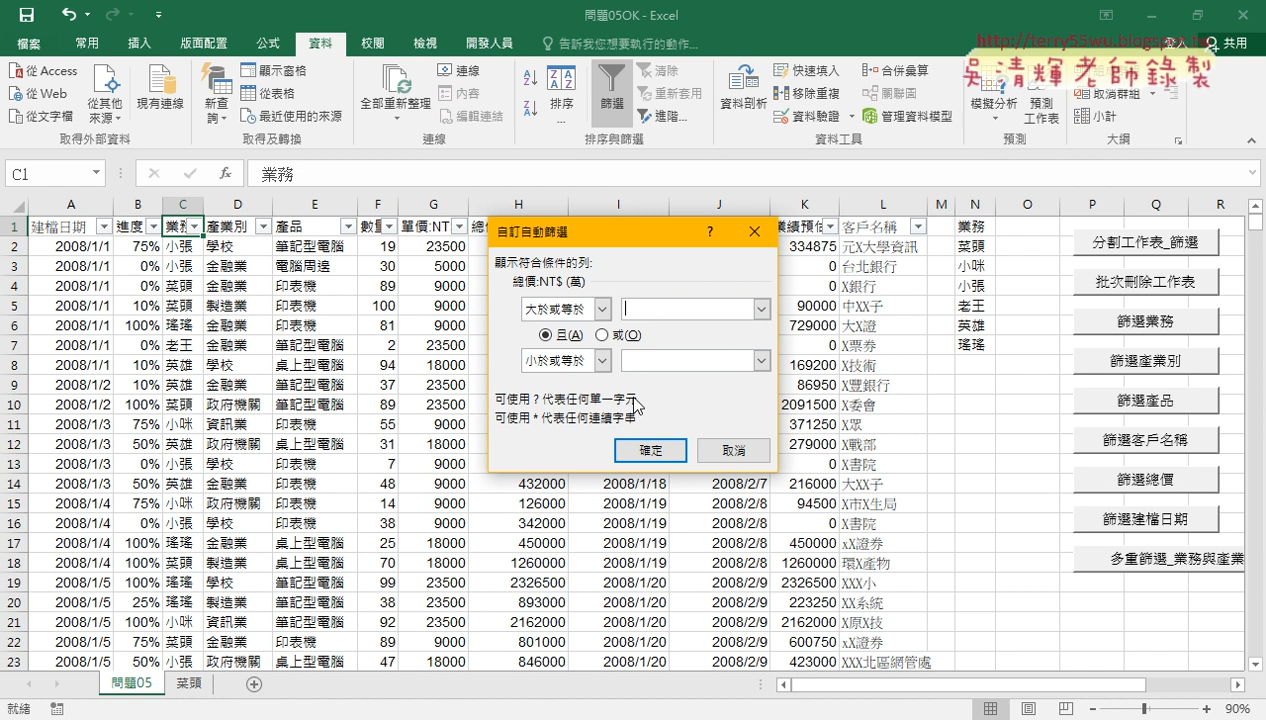 問題05OK - Excel
http://terry55wu.blogspot.tw
吳清輝老師錄製
檔案 常用 插入 版面配置 公式 資料 校閱 檢視 開發人員 告訴我您想要執行的動作... 登入 共用
從 Access
從 Web
從文字檔
從其他來源
現有連線
取得外部資料
新查詢
顯示查詢
從表格
最近使用的來源
取得及轉換
全部重新整理
連線
內容
編輯連結
連線
排序...
篩選
清除
重新套用
進階...
排序與篩選
資料剖析
快速填入
移除重複
資料驗證
合併彙算
關聯圖
管理資料模型
資料工具
模擬分析
預測工作表
預測
取消群組
小計
大綱
C1 fx 業務
A B C D E F G H I J K L M N O P Q R
1 建檔日期 進度 業務 產業別 產品 數量 單價:NT 總價 業績預估 客戶名稱 業務
2 2008/1/1 75% 小張 學校 筆記型電腦 19 23500 334875 元X大學資訊 菜頭
3 2008/1/1 0% 小張 金融業 電腦周邊 30 5000 0 台北銀行 小咪
4 2008/1/1 0% 菜頭 金融業 印表機 89 9000 0 X銀行 小張
5 2008/1/1 10% 菜頭 製造業 印表機 100 9000 90000 中XX子 老王
6 2008/1/1 100% 瑤瑤 金融業 印表機 81 9000 729000 大X證 英雄
7 2008/1/1 0% 老王 金融業 筆記型電腦 2 23500 0 X票券 瑤瑤
8 2008/1/1 10% 英雄 學校 桌上型電腦 94 18000 169200 X技術
9 2008/1/2 10% 英雄 金融業 筆記型電腦 37 23500 86950 X豐銀行
10 2008/1/2 100% 菜頭 政府機關 筆記型電腦 89 23500 2091500 X委會
11 2008/1/3 75% 小咪 資訊業 印表機 55 9000 371250 X眾
12 2008/1/3 50% 英雄 政府機關 桌上型電腦 31 18000 279000 X戰部
13 2008/1/3 0% 小張 學校 印表機 7 9000 0 X書院
14 2008/1/3 50% 英雄 金融業 印表機 48 9000 432000 2008/1/18 2008/2/7 216000 大XX子
15 2008/1/4 75% 小咪 政府機關 印表機 14 9000 126000 2008/1/19 2008/2/8 94500 X市X生局
16 2008/1/4 0% 小張 學校 印表機 38 9000 342000 2008/1/19 2008/2/8 0 X書院
17 2008/1/4 100% 瑤瑤 金融業 桌上型電腦 25 18000 450000 2008/1/19 2008/2/8 450000 xX證券
18 2008/1/4 100% 菜頭 製造業 桌上型電腦 70 18000 1260000 2008/1/19 2008/2/8 1260000 環X產物
19 2008/1/5 100% 瑤瑤 學校 筆記型電腦 99 23500 2326500 2008/1/20 2008/2/9 2326500 XXX小
20 2008/1/5 25% 瑤瑤 製造業 筆記型電腦 38 23500 893000 2008/1/20 2008/2/9 223250 XX系統
21 2008/1/5 100% 小咪 資訊業 筆記型電腦 92 23500 2162000 2008/1/20 2008/2/9 2162000 X原X技
22 2008/1/5 75% 菜頭 金融業 印表機 89 9000 801000 2008/1/20 2008/2/9 600750 xX證券
23 2008/1/5 50% 小張 政府機關 桌上型電腦 47 18000 846000 2008/1/20 2008/2/9 423000 XXX北區網管處
自訂自動篩選 ?
顯示符合條件的列:
總價:NT$ (萬)
大於或等於
且(A) 或(O)
小於或等於
可使用 ? 代表任何單一字元
可使用 * 代表任何連續字串
確定 取消
分割工作表_篩選
批次刪除工作表
篩選業務
篩選產業別
篩選產品
篩選客戶名稱
篩選總價
篩選建檔日期
多重篩選_業務與產業
問題05 菜頭
就緒 90%